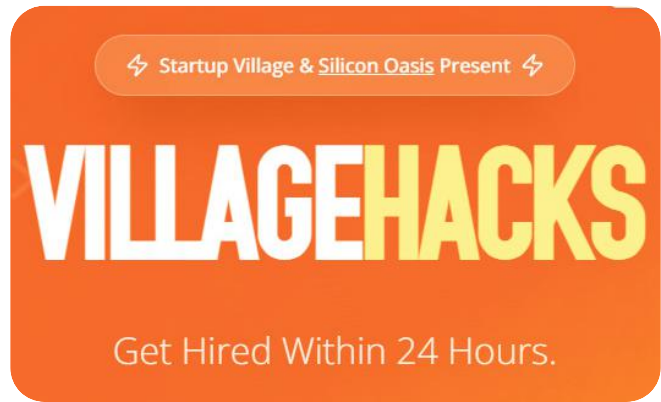 Startup Village & Silicon Oasis Present
VILLAGEHACKS
Get Hired Within 24 Hours.